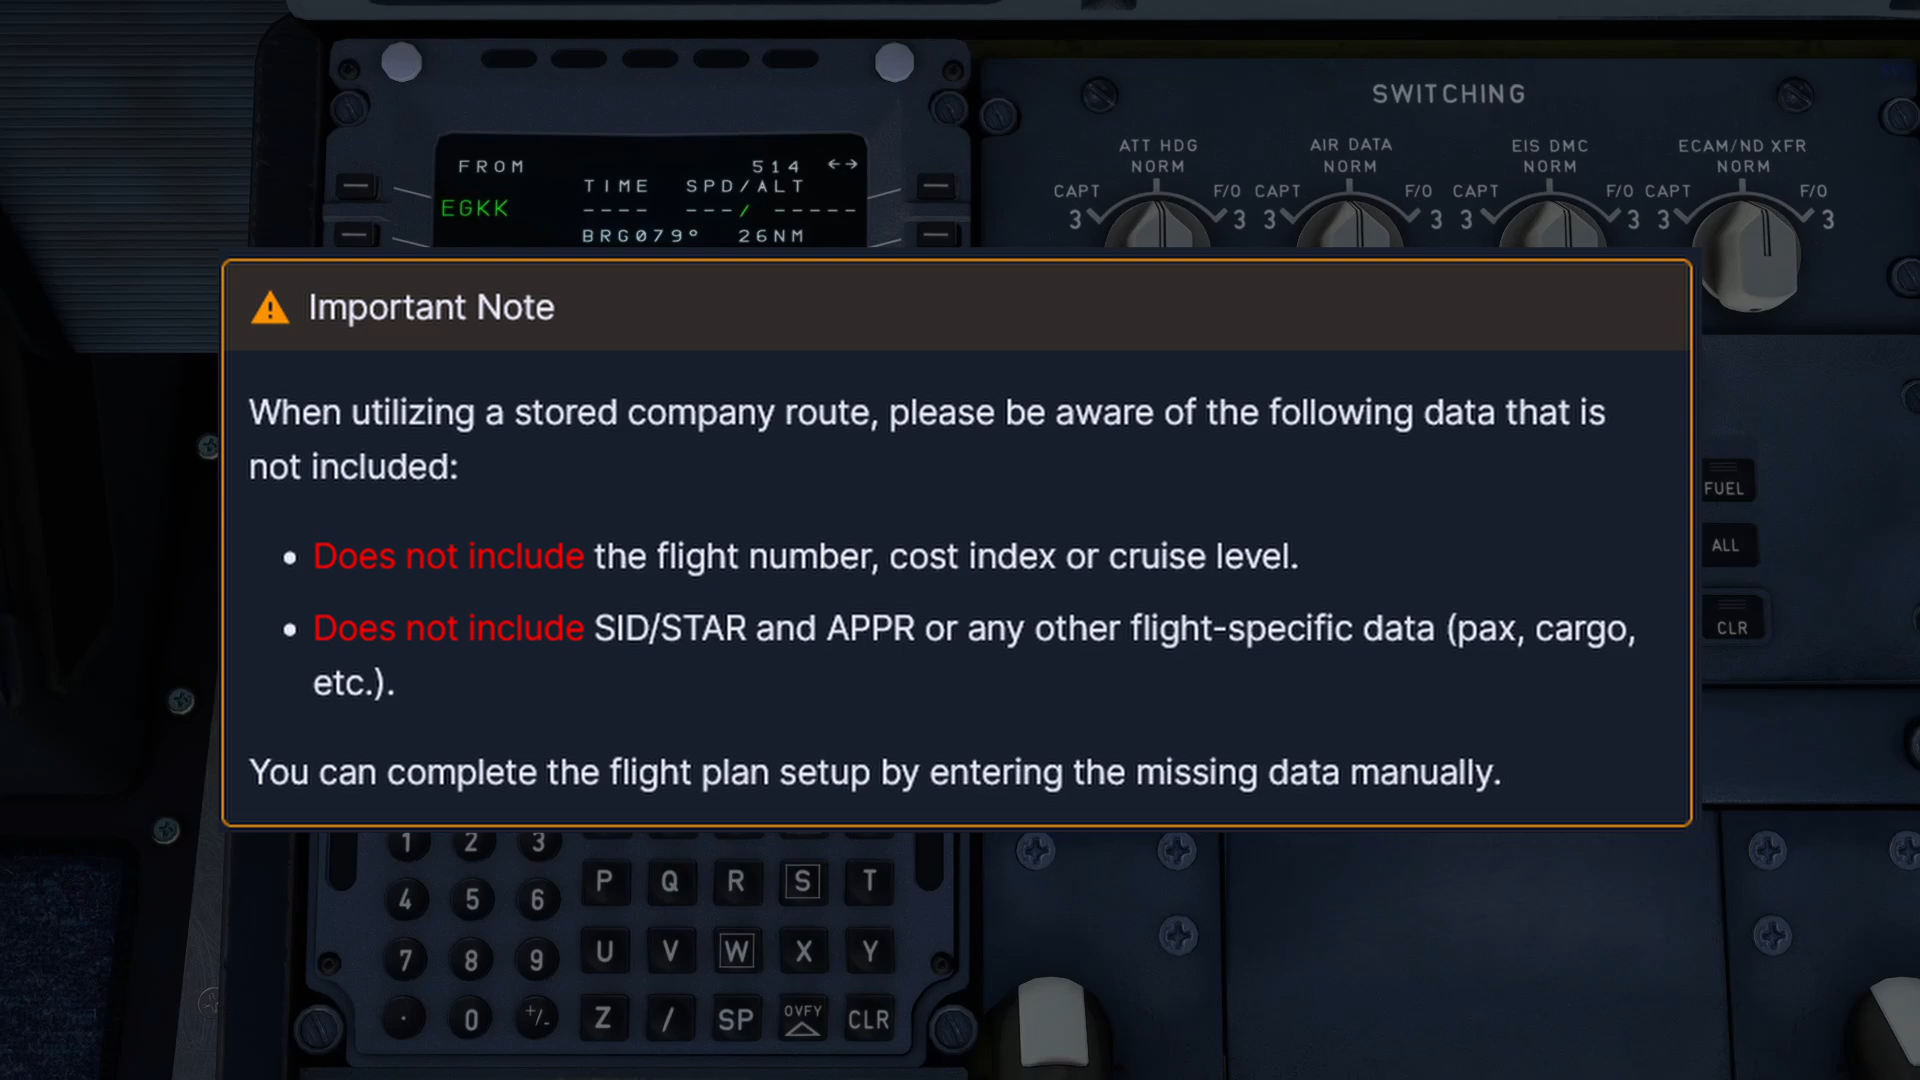 SWITCHING
FROM 514 ←→
TIME SPD/ALT
EGKK ---- ---/ -----
BRG079° 26NM
ATT HDG AIR DATA EIS DMC ECAM/ND XFR
NORM NORM NORM NORM
CAPT F/O CAPT F/O CAPT F/O CAPT F/O
3 3 3 3 3 3 3 3
Important Note
When utilizing a stored company route, please be aware of the following data that is
not included:
• Does not include the flight number, cost index or cruise level.
• Does not include SID/STAR and APPR or any other flight-specific data (pax, cargo,
etc.).
You can complete the flight plan setup by entering the missing data manually.
FUEL
ALL
CLR
1 2 3
4 5 6 P Q R S T
7 8 9 U V W X Y
. 0 +/- Z / SP OVFY CLR